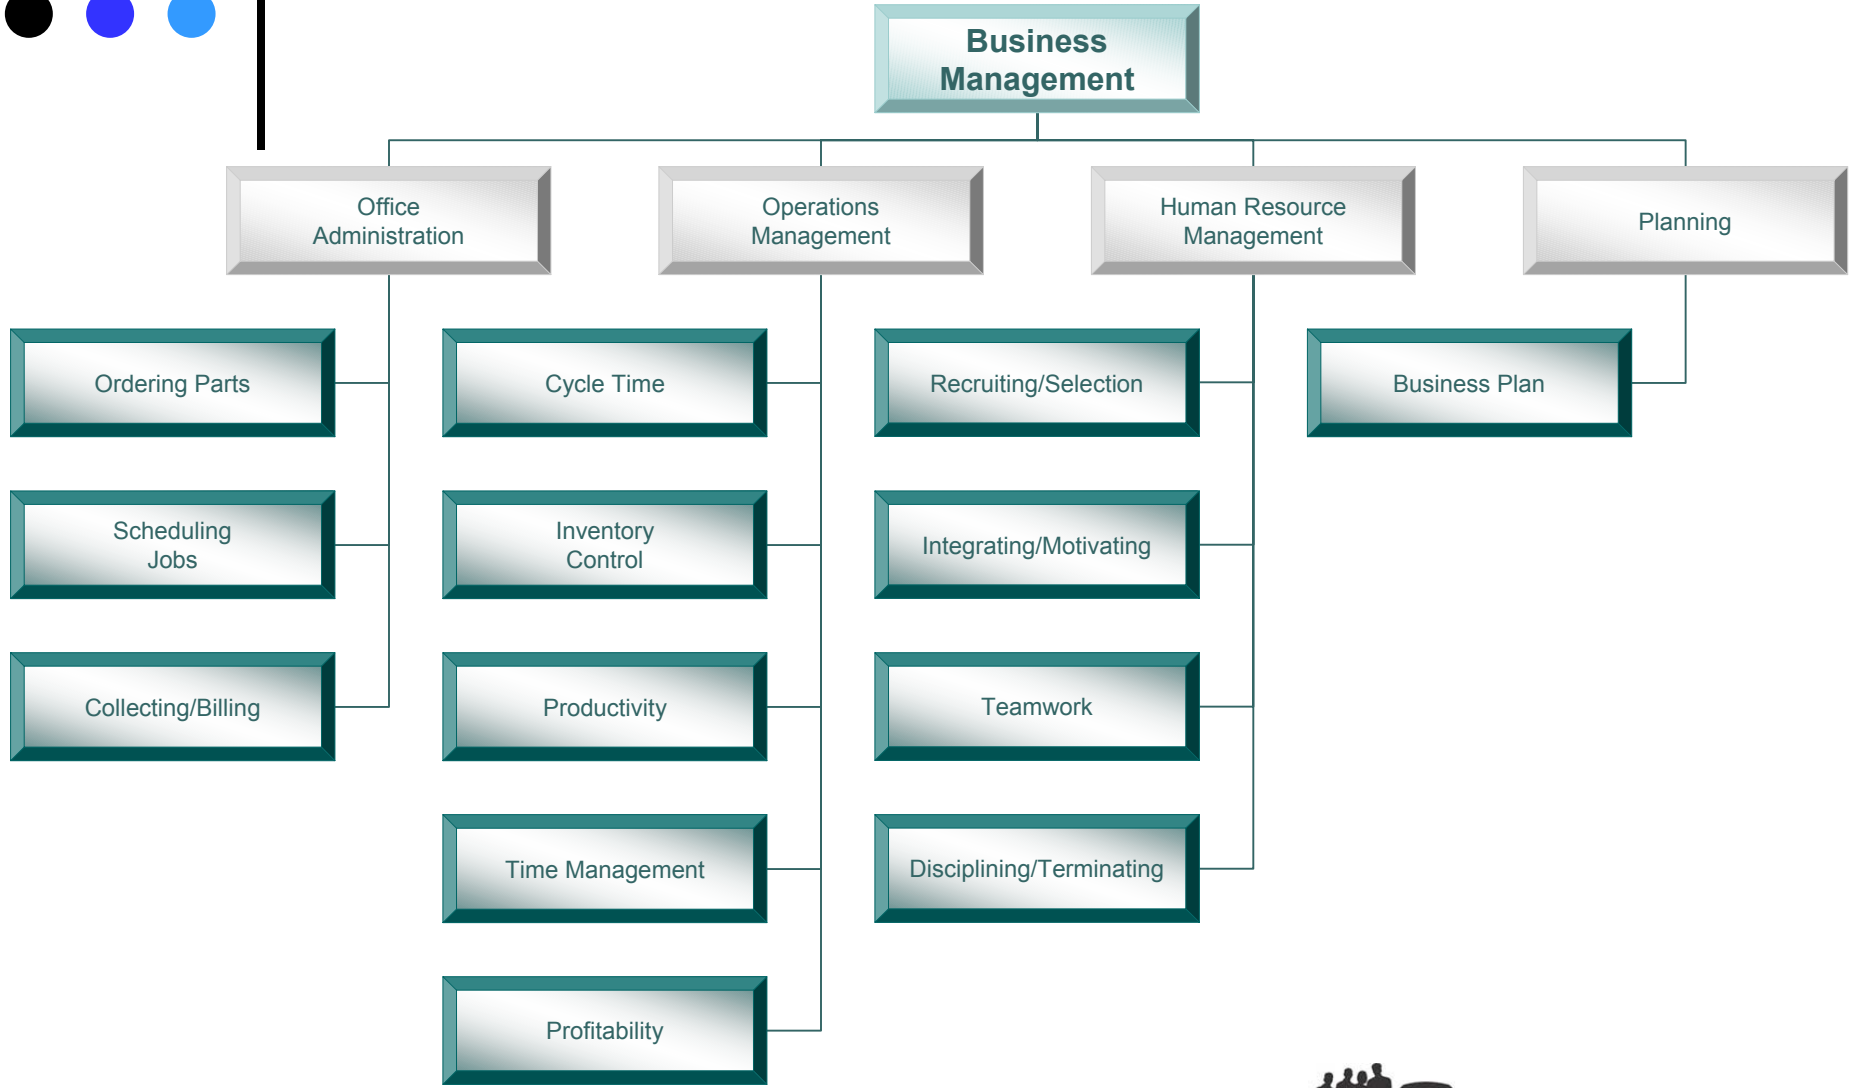 Business
Management
Office
Administration
Operations
Management
Human Resource
Management
Planning
Ordering Parts
Cycle Time
Recruiting/Selection
Business Plan
Scheduling
Jobs
Inventory
Control
Integrating/Motivating
Collecting/Billing
Productivity
Teamwork
Time Management
Disciplining/Terminating
Profitability